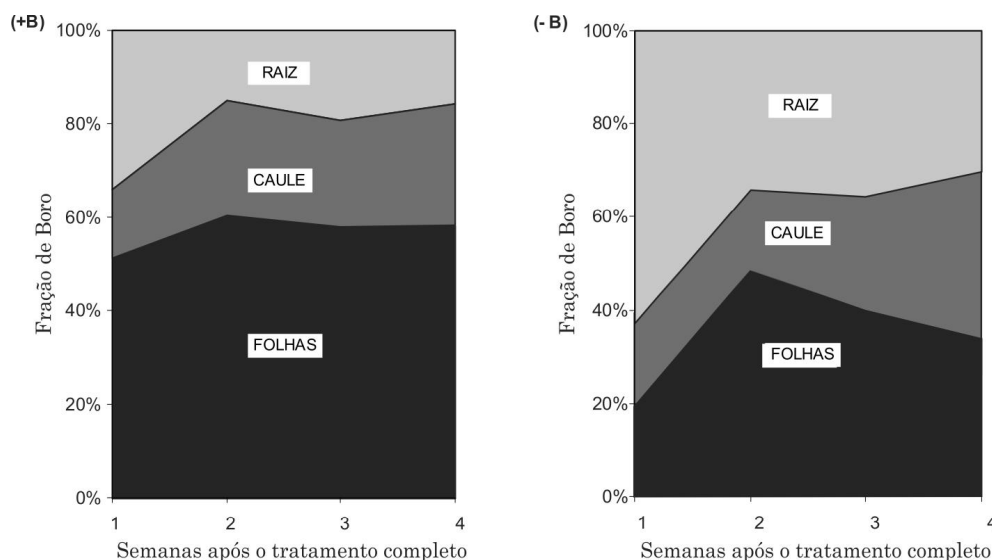 (+B)
100%
80%
60%
40%
20%
0%
Fração de Boro
RAIZ
CAULE
FOLHAS
1 2 3 4
Semanas após o tratamento completo
(- B)
100%
80%
60%
40%
20%
0%
Fração de Boro
RAIZ
CAULE
FOLHAS
1 2 3 4
Semanas após o tratamento completo